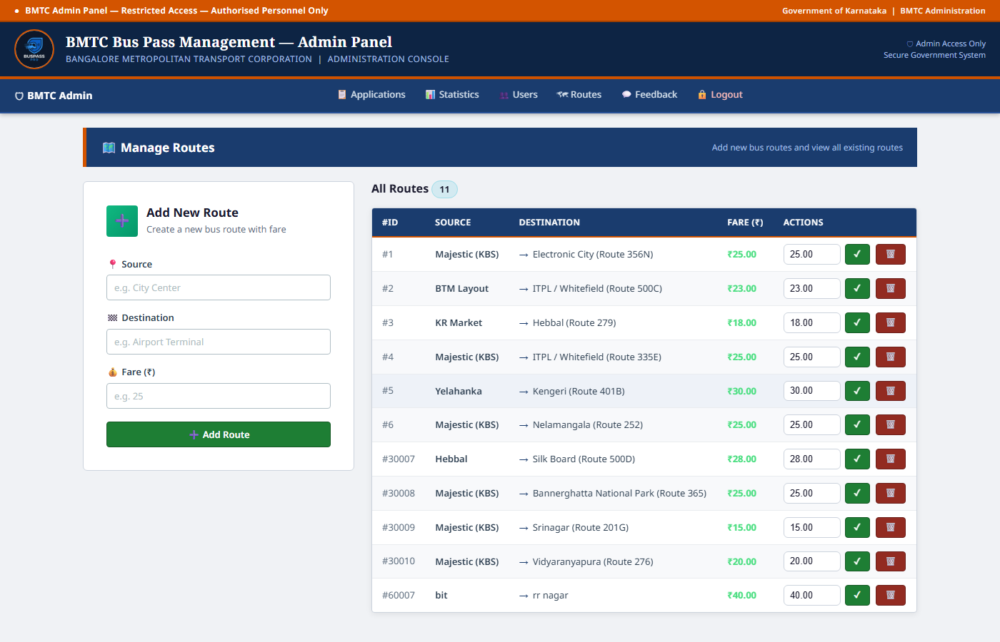 BMTC Admin Panel — Restricted Access — Authorised Personnel Only
Government of Karnataka | BMTC Administration
BUSPASS
PRO
BMTC Bus Pass Management — Admin Panel
BANGALORE METROPOLITAN TRANSPORT CORPORATION | ADMINISTRATION CONSOLE
Admin Access Only
Secure Government System
BMTC Admin
Applications
Statistics
Users
Routes
Feedback
Logout
Manage Routes
Add new bus routes and view all existing routes
Add New Route
Create a new bus route with fare
Source
e.g. City Center
Destination
e.g. Airport Terminal
Fare (₹)
e.g. 25
Add Route
All Routes 11
#ID SOURCE DESTINATION FARE (₹) ACTIONS
#1 Majestic (KBS) → Electronic City (Route 356N) ₹25.00 25.00
#2 BTM Layout → ITPL / Whitefield (Route 500C) ₹23.00 23.00
#3 KR Market → Hebbal (Route 279) ₹18.00 18.00
#4 Majestic (KBS) → ITPL / Whitefield (Route 335E) ₹25.00 25.00
#5 Yelahanka → Kengeri (Route 401B) ₹30.00 30.00
#6 Majestic (KBS) → Nelamangala (Route 252) ₹25.00 25.00
#30007 Hebbal → Silk Board (Route 500D) ₹28.00 28.00
#30008 Majestic (KBS) → Bannerghatta National Park (Route 365) ₹25.00 25.00
#30009 Majestic (KBS) → Srinagar (Route 201G) ₹15.00 15.00
#30010 Majestic (KBS) → Vidyaranyapura (Route 276) ₹20.00 20.00
#60007 bit → rr nagar ₹40.00 40.00